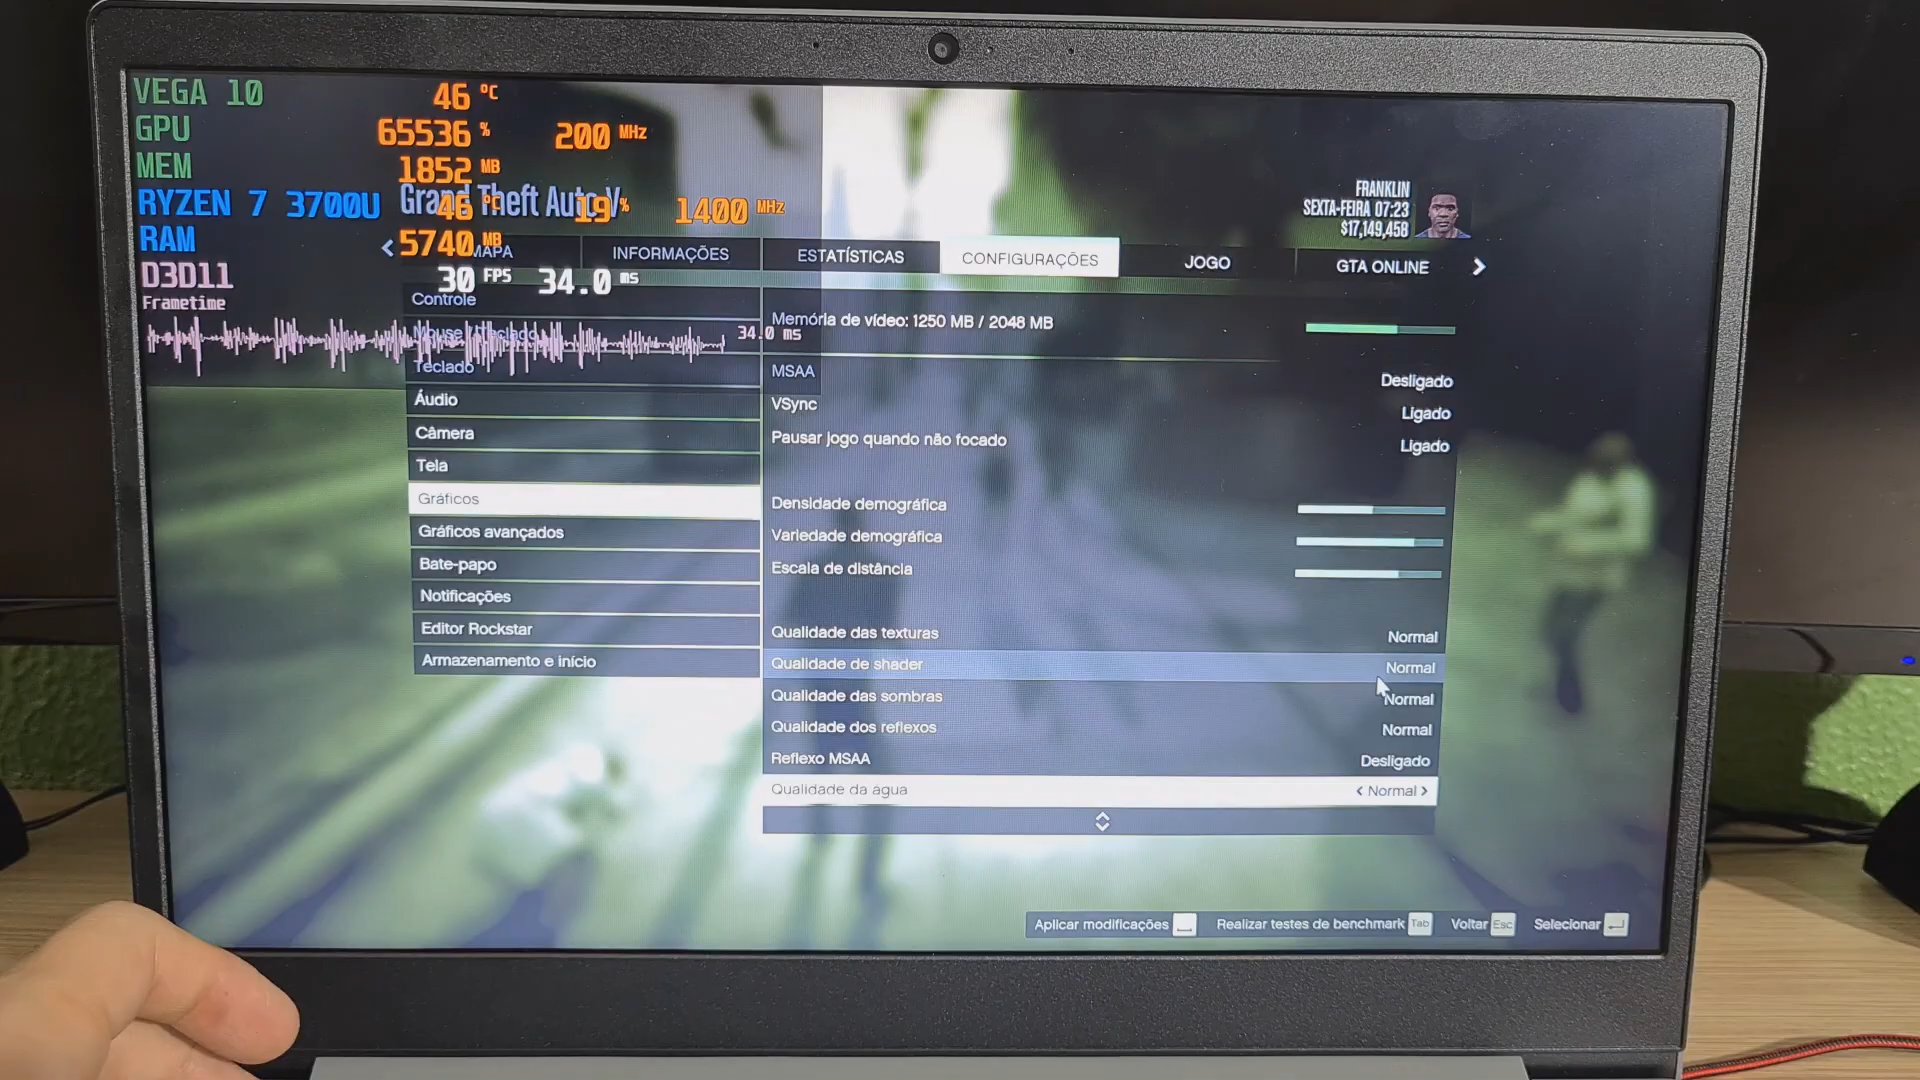 VEGA 10 46 °C
GPU 65536 % 200 MHz
MEM 1852 MB
RYZEN 7 3700U 46 °C 19 % 1400 MHz
RAM 5740 MB
D3D11 30 FPS 34.0 ms
Frametime
34.0 ms
Grand Theft Auto V
FRANKLIN
SEXTA-FEIRA 07:23
$17,149,458
MAPA INFORMAÇÕES ESTATÍSTICAS CONFIGURAÇÕES JOGO GTA ONLINE
Controle
Mouse / Teclado
Teclado
Áudio
Câmera
Tela
Gráficos
Gráficos avançados
Bate-papo
Notificações
Editor Rockstar
Armazenamento e início
Memória de vídeo: 1250 MB / 2048 MB
MSAA Desligado
VSync Ligado
Pausar jogo quando não focado Ligado
Densidade demográfica
Variedade demográfica
Escala de distância
Qualidade das texturas Normal
Qualidade de shader Normal
Qualidade das sombras Normal
Qualidade dos reflexos Normal
Reflexo MSAA Desligado
Qualidade da água < Normal >
Aplicar modificações Realizar testes de benchmark Tab Voltar Esc Selecionar